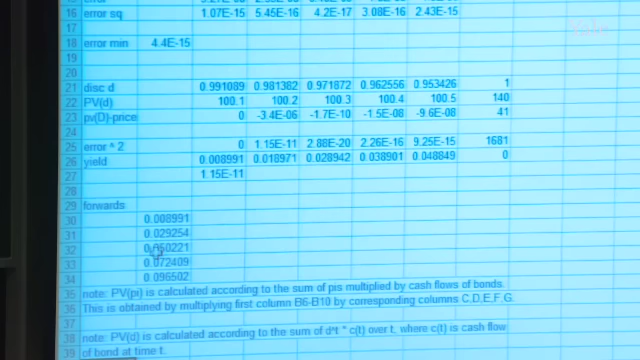 16 error sq 1.07E-15 5.45E-16 4.2E-17 3.08E-16 2.43E-15
17
18 error min 4.4E-15
19
20
21 disc d 0.991089 0.981382 0.971872 0.962556 0.953426 1
22 PV(d) 100.1 100.2 100.3 100.4 100.5 140
23 pv(D)-price 0 -3.4E-06 -1.7E-10 -1.5E-08 -9.6E-08 41
24
25 error ^ 2 0 1.15E-11 2.88E-20 2.26E-16 9.25E-15 1681
26 yield 0.008991 0.018971 0.028942 0.038901 0.048849 0
27 1.15E-11
28
29 forwards
30 0.008991
31 0.029254
32 0.050221
33 0.072409
34 0.096502
35 note: PV(pi) is calculated according to the sum of pis multiplied by cash flows of bonds.
36 This is obtained by multiplying first column B6-B10 by corresponding columns C,D,E,F,G.
37
38 note: PV(d) is calculated according to the sum of d^t * c(t) over t, where c(t) is cash flow
39 of bond at time t.